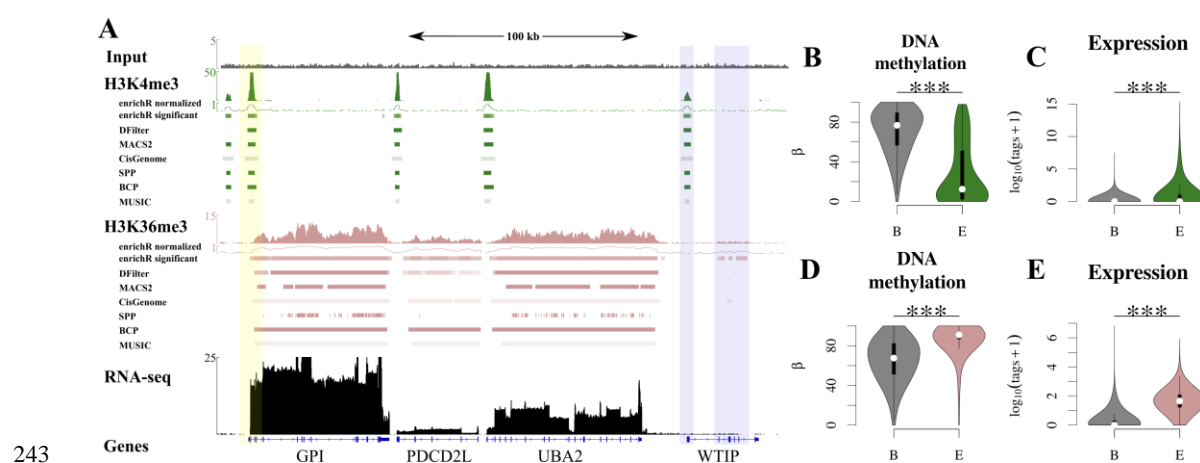 A
100 kb
5
Input
50
H3K4me3
enrichR normalized
1
enrichR significant
DFilter
MACS2
CisGenome
SPP
BCP
MUSIC
15
H3K36me3
enrichR normalized
1
enrichR significant
DFilter
MACS2
CisGenome
SPP
BCP
MUSIC
25
RNA-seq
Genes
GPI PDCD2L UBA2 WTIP
243
B
DNA
methylation
***
80
40
0
β
B E
C
Expression
***
15
10
5
0
log10(tags + 1)
B E
D
DNA
methylation
***
80
40
0
β
B E
E
Expression
***
6
4
2
0
log10(tags + 1)
B E